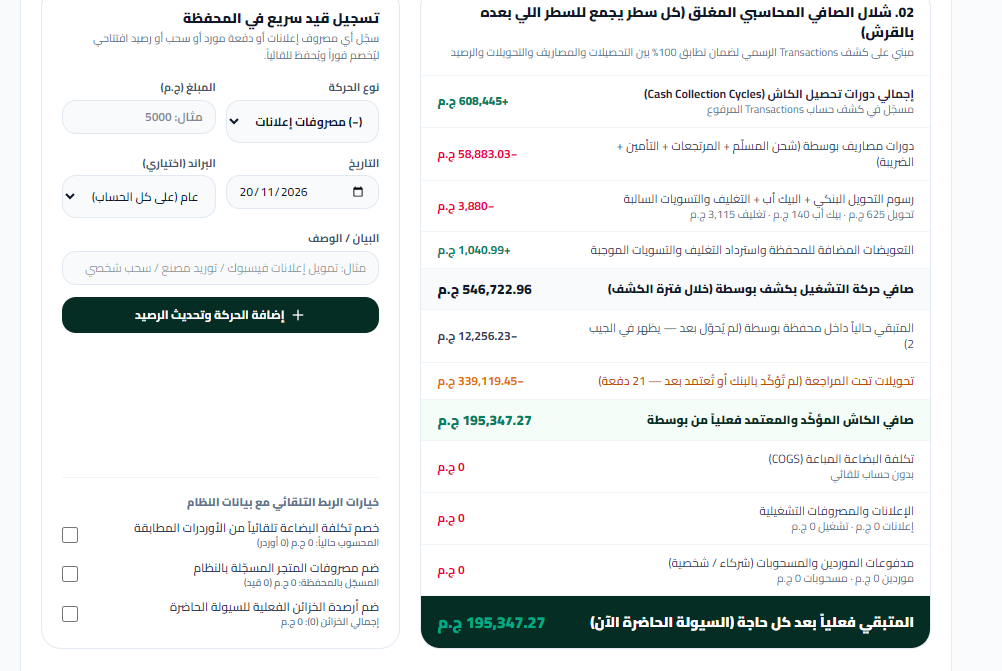 02. شلال الصافي المحاسبي المغلق (كل سطر يجمع للسطر اللي بعده
بالقرش)
مبني على كشف Transactions الرسمي لضمان تطابق 100% بين التحصيلات والمصاريف والتحويلات والرصيد
إجمالي دورات تحصيل الكاش (Cash Collection Cycles)
مسجّل في كشف حساب Transactions المرفوع
+608,445 ج.م
دورات مصاريف بوسطة (شحن المسلّم + المرتجعات + التأمين +
الضريبة)
−58,883.03 ج.م
رسوم التحويل البنكي + البيك أب + التغليف والتسويات السالبة
تحويل 625 ج.م · بيك أب 140 ج.م · تغليف 3,115 ج.م
−3,880 ج.م
التعويضات المضافة للمحفظة واسترداد التغليف والتسويات الموجبة
+1,040.99 ج.م
صافي حركة التشغيل بكشف بوسطة (خلال فترة الكشف)
546,722.96 ج.م
المتبقي حالياً داخل محفظة بوسطة (لم يُحوّل بعد — يظهر في الجيب
2)
−12,256.23 ج.م
تحويلات تحت المراجعة (لم تُؤكّد بالبنك أو تُعتمد بعد — 21 دفعة)
−339,119.45 ج.م
صافي الكاش المؤكّد والمعتمد فعلياً من بوسطة
195,347.27 ج.م
تكلفة البضاعة المباعة (COGS)
بدون حساب تلقائي
0 ج.م
الإعلانات والمصروفات التشغيلية
إعلانات 0 ج.م · تشغيل 0 ج.م
0 ج.م
مدفوعات الموردين والمسحوبات (شركاء / شخصية)
موردين 0 ج.م · مسحوبات 0 ج.م
0 ج.م
المتبقي فعلياً بعد كل حاجة (السيولة الحاضرة الآن)
195,347.27 ج.م
تسجيل قيد سريع في المحفظة
سجّل أي مصروف إعلانات أو دفعة مورد أو سحب أو رصيد افتتاحي
ليُخصم فوراً ويُحفظ تلقائياً.
نوع الحركة
المبلغ (ج.م)
(−) مصروفات إعلانات
مثال: 5000
التاريخ
البراند (اختياري)
20/11/2026
عام (على كل الحساب)
البيان / الوصف
مثال: تمويل إعلانات فيسبوك / توريد مصنع / سحب شخصي
+ إضافة الحركة وتحديث الرصيد
خيارات الربط التلقائي مع بيانات النظام
خصم تكلفة البضاعة تلقائياً من الأوردرات المطابقة
المحسوب حالياً: 0 ج.م (0 أوردر)
ضم مصروفات المتجر المسجّلة بالنظام
المسجّل بالمحفظة: 0 ج.م (0 قيد)
ضم أرصدة الخزائن الفعلية للسيولة الحاضرة
إجمالي الخزائن (0): 0 ج.م